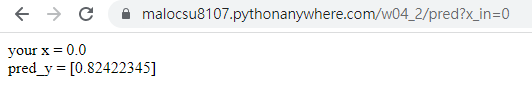 malocsu8107.pythonanywhere.com/w04_2/pred?x_in=0
your x = 0.0
pred_y = [0.82422345]